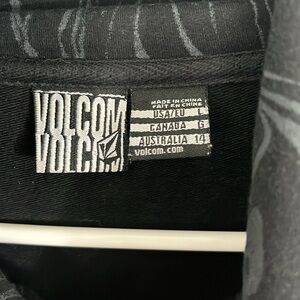 VOLCOM
VOLCOM
MADE IN CHINA
FAIT EN CHINE
USA/EU L
CANADA G
AUSTRALIA 14
volcom.com